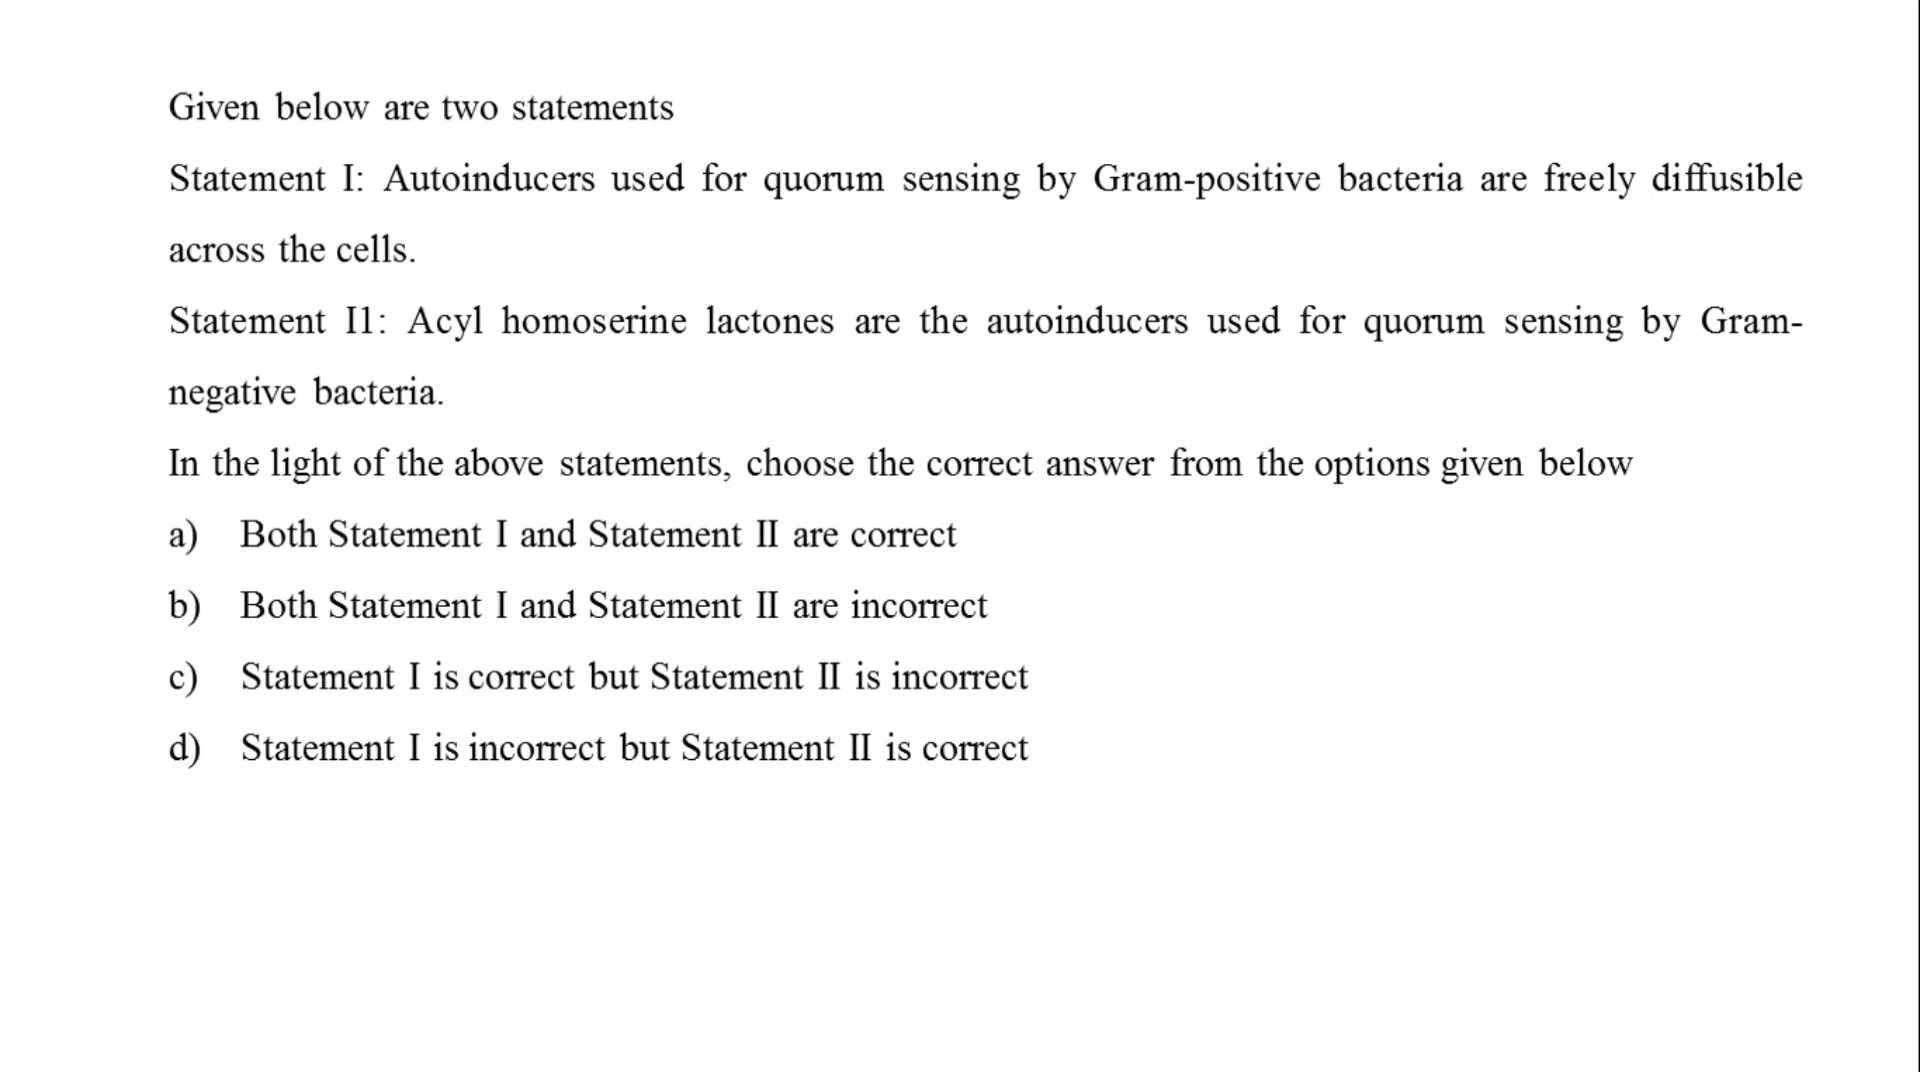 Given below are two statements
Statement I: Autoinducers used for quorum sensing by Gram-positive bacteria are freely diffusible
across the cells.
Statement I1: Acyl homoserine lactones are the autoinducers used for quorum sensing by Gram-
negative bacteria.
In the light of the above statements, choose the correct answer from the options given below
a) Both Statement I and Statement II are correct
b) Both Statement I and Statement II are incorrect
c) Statement I is correct but Statement II is incorrect
d) Statement I is incorrect but Statement II is correct